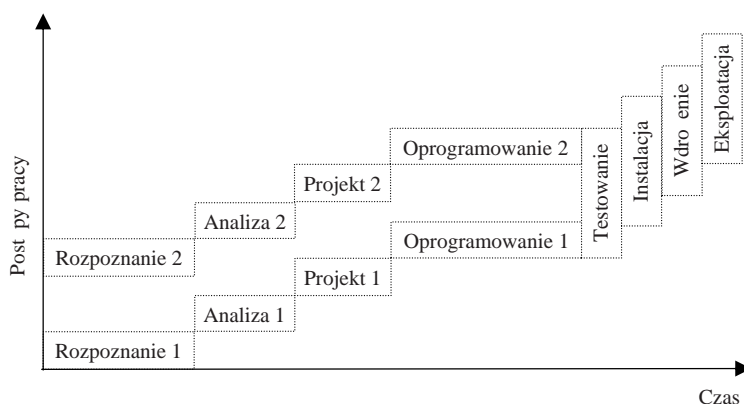 Eksploatacja
Wdro enie
Instalacja
Testowanie
Oprogramowanie 2
Projekt 2
Analiza 2
Rozpoznanie 2
Oprogramowanie 1
Projekt 1
Analiza 1
Rozpoznanie 1
Post py pracy
Czas